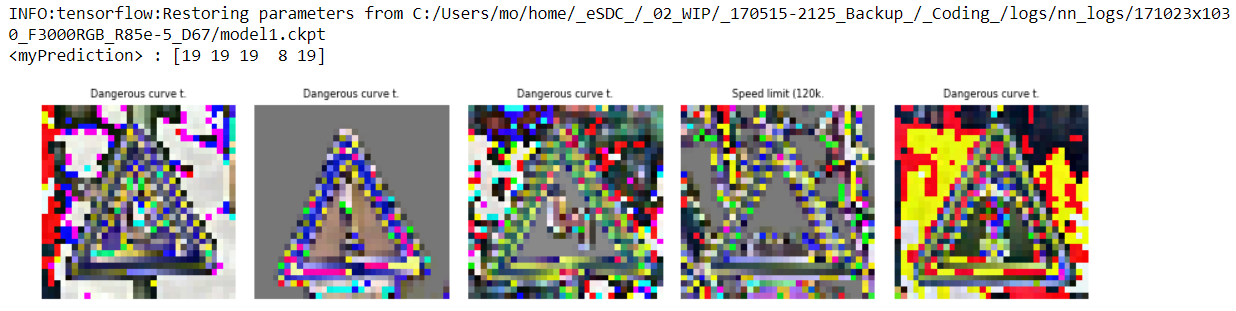 INFO:tensorflow:Restoring parameters from C:/Users/mo/home/_eSDC_/_02_WIP/_170515-2125_Backup_/_Coding_/logs/nn_logs/171023x103
0_F3000RGB_R85e-5_D67/model1.ckpt
<myPrediction> : [19 19 19  8 19]
Dangerous curve t. Dangerous curve t. Dangerous curve t. Speed limit (120k. Dangerous curve t.